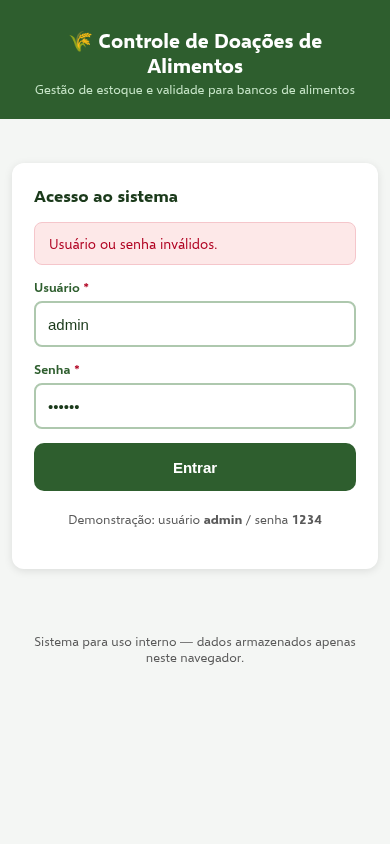 🌾 Controle de Doações de
Alimentos
Gestão de estoque e validade para bancos de alimentos
Acesso ao sistema
Usuário ou senha inválidos.
Usuário *
admin
Senha *
••••••
Entrar
Demonstração: usuário admin / senha 1234
Sistema para uso interno — dados armazenados apenas
neste navegador.